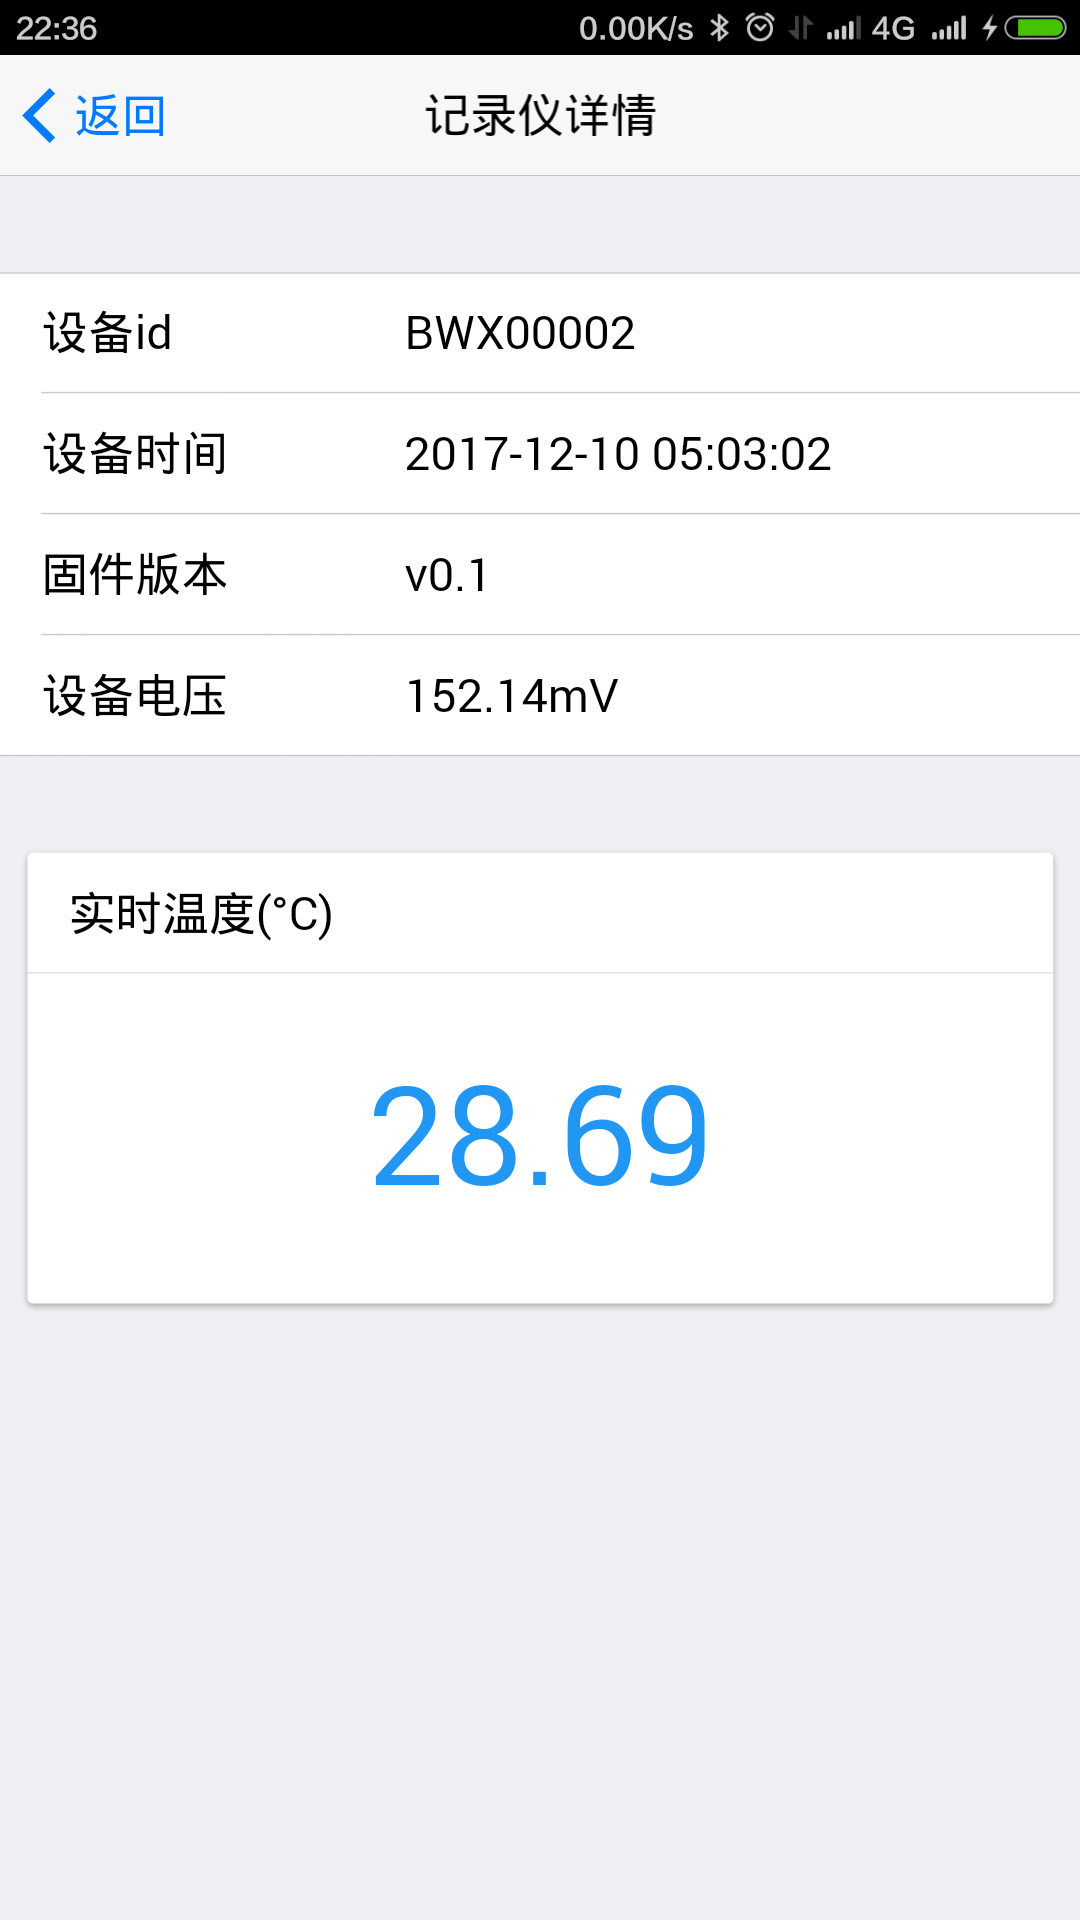 22:36 0.00K/s 4G
返回 记录仪详情
设备id BWX00002
设备时间 2017-12-10 05:03:02
固件版本 v0.1
设备电压 152.14mV
实时温度(°C)
28.69